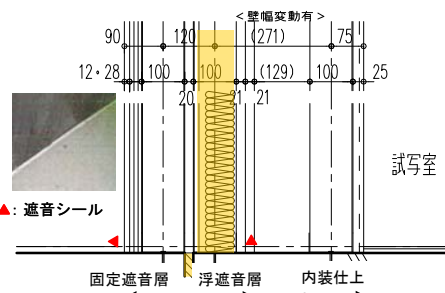 <壁幅変動有>
90 120 (271) 75
12・28 100 100 (129) 100 25
20 21 21
試写室
▲: 遮音シール
固定遮音層 浮遮音層 内装仕上